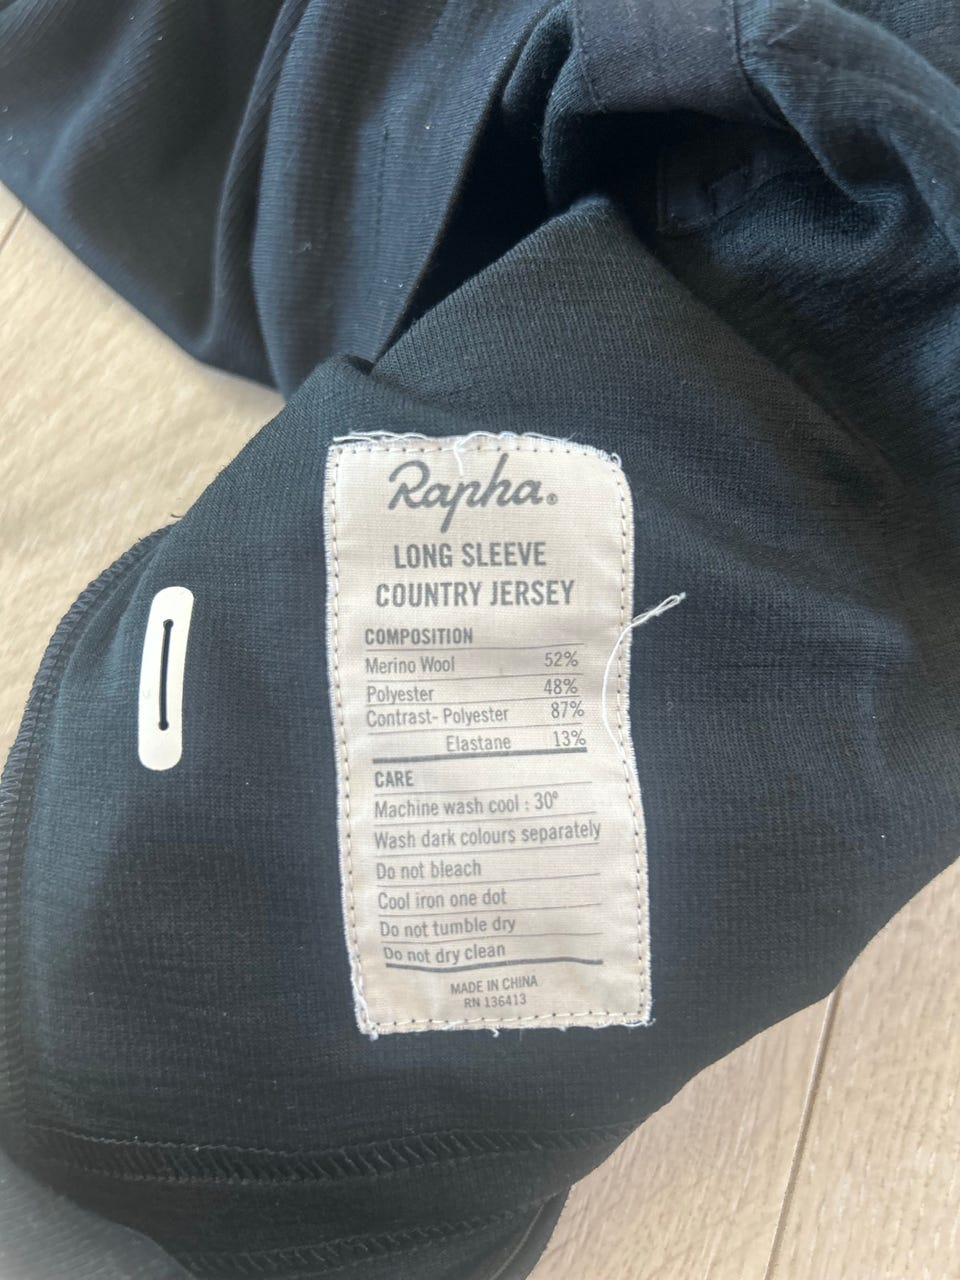 Rapha®
LONG SLEEVE
COUNTRY JERSEY
COMPOSITION
Merino Wool 52%
Polyester 48%
Contrast- Polyester 87%
Elastane 13%
CARE
Machine wash cool : 30°
Wash dark colours separately
Do not bleach
Cool iron one dot
Do not tumble dry
Do not dry clean
MADE IN CHINA
RN 136413